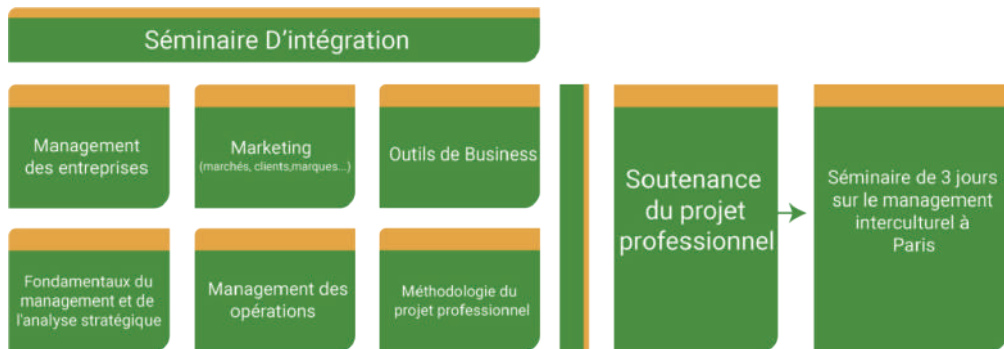 Séminaire D'intégration
Management
des entreprises
Marketing
(marchés, clients,marques...)
Outils de Business
Fondamentaux du
management et de
l'analyse stratégique
Management des
opérations
Méthodologie du
projet professionnel
Soutenance
du projet
professionnel
Séminaire de 3 jours
sur le management
interculturel à
Paris